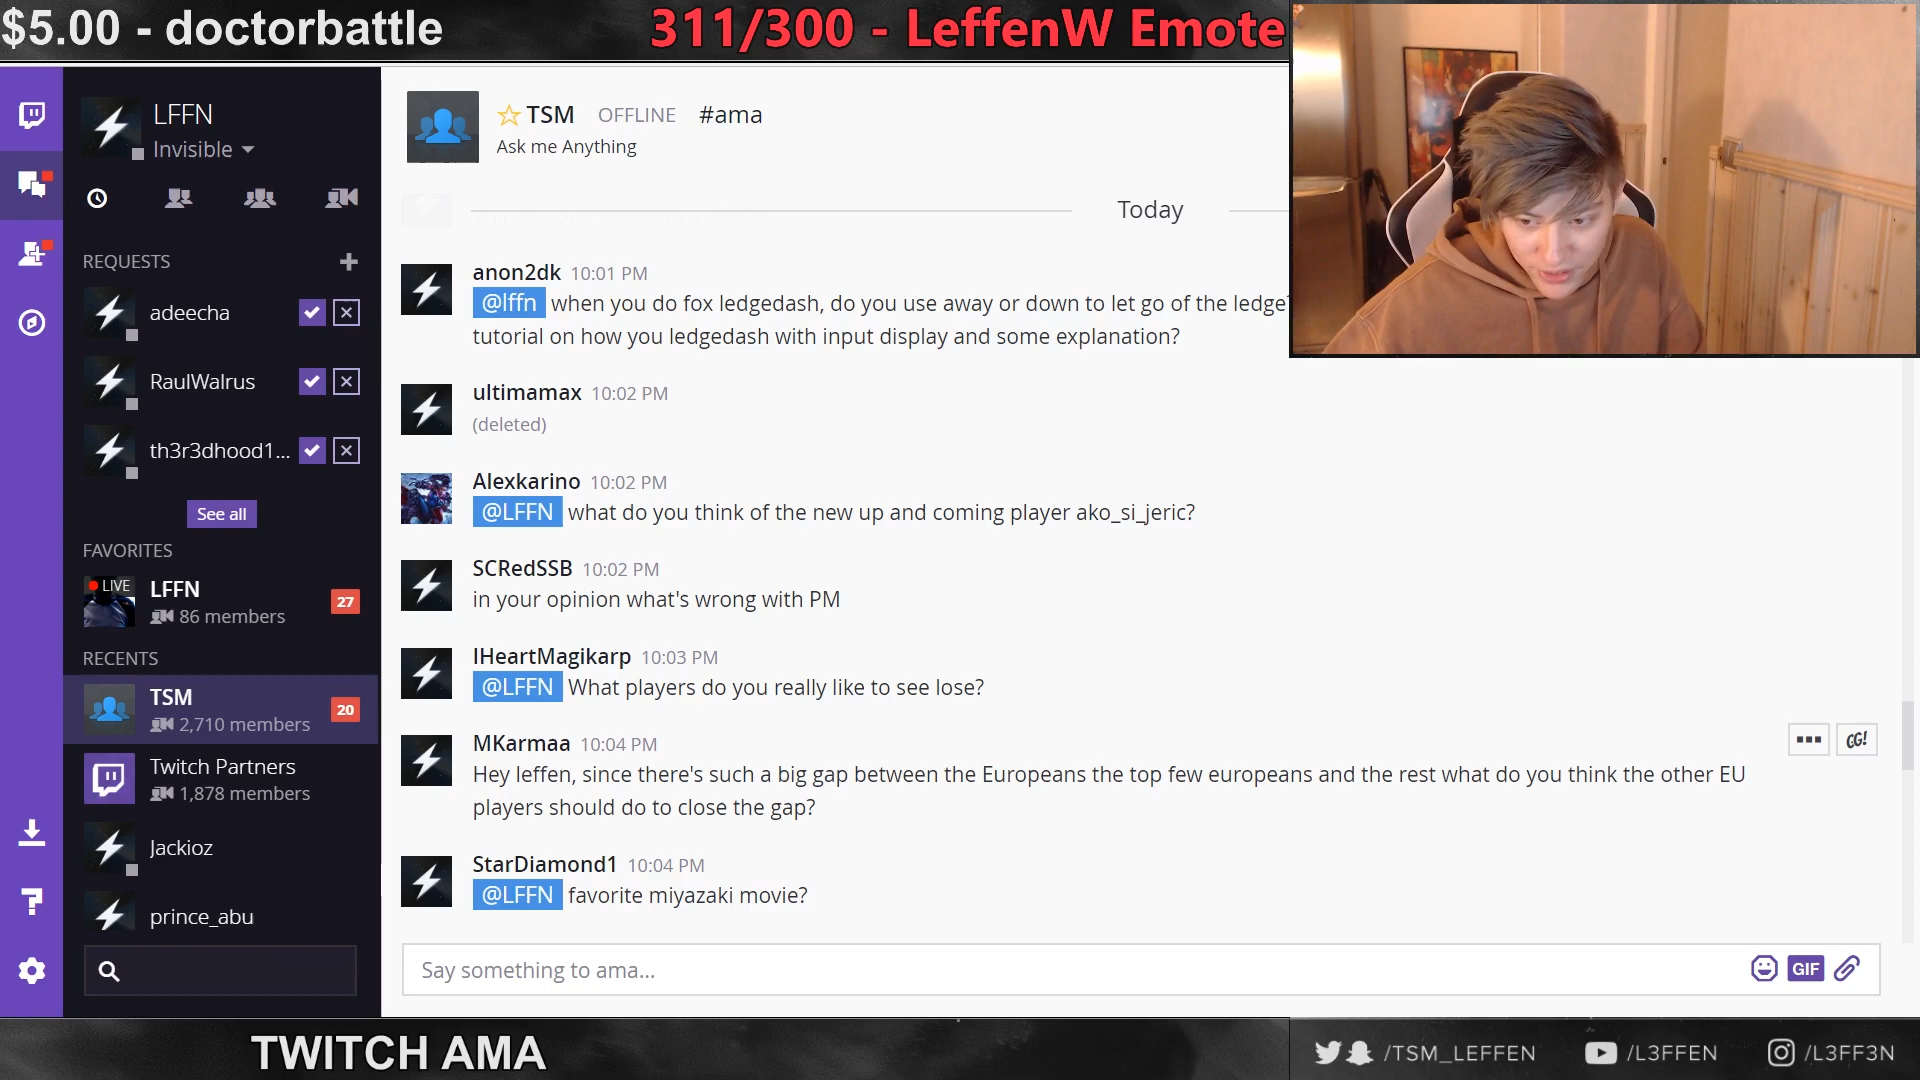 $5.00 - doctorbattle
311/300 - LeffenW Emote
LFFN
Invisible
REQUESTS
adeecha
RaulWalrus
th3r3dhood1...
See all
FAVORITES
LIVE
LFFN
86 members
27
RECENTS
TSM
2,710 members
20
Twitch Partners
1,878 members
Jackioz
prince_abu
TSM OFFLINE #ama
Ask me Anything
Today
anon2dk 10:01 PM
@lffn when you do fox ledgedash, do you use away or down to let go of the ledge?
tutorial on how you ledgedash with input display and some explanation?
ultimamax 10:02 PM
(deleted)
Alexkarino 10:02 PM
@LFFN what do you think of the new up and coming player ako_si_jeric?
SCRedSSB 10:02 PM
in your opinion what's wrong with PM
IHeartMagikarp 10:03 PM
@LFFN What players do you really like to see lose?
MKarmaa 10:04 PM
GG!
Hey leffen, since there's such a big gap between the Europeans the top few europeans and the rest what do you think the other EU
players should do to close the gap?
StarDiamond1 10:04 PM
@LFFN favorite miyazaki movie?
Say something to ama...
GIF
TWITCH AMA
/TSM_LEFFEN
/L3FFEN
/L3FF3N